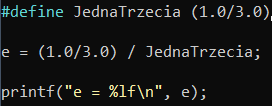 #define JednaTrzecia (1.0/3.0)
e = (1.0/3.0) / JednaTrzecia;
printf("e = %lf\n", e);